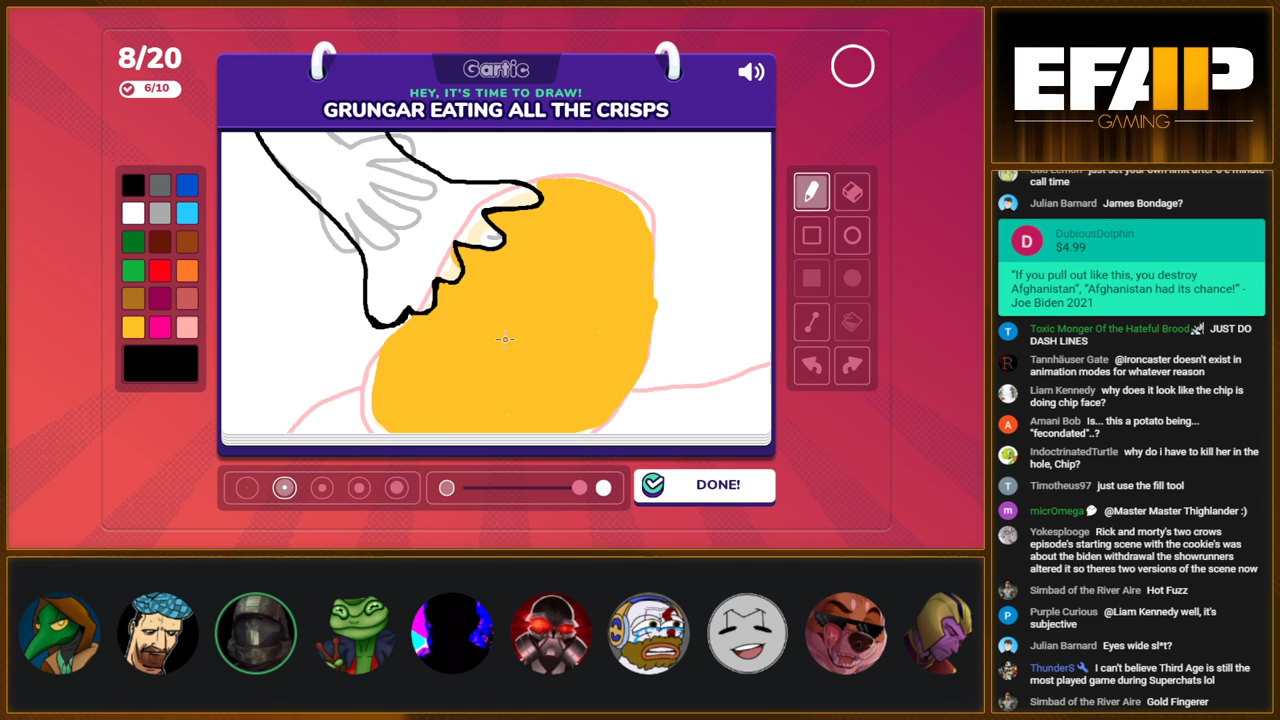 8/20
6/10
Gartic
HEY, IT'S TIME TO DRAW!
GRUNGAR EATING ALL THE CRISPS
DONE!
EFAP
GAMING
call time
Julian Barnard James Bondage?
D
DubiousDolphin
$4.99
"If you pull out like this, you destroy
Afghanistan", "Afghanistan had its chance!" -
Joe Biden 2021
T
Toxic Monger Of the Hateful Brood JUST DO
DASH LINES
Tannhäuser Gate @Ironcaster doesn't exist in
animation modes for whatever reason
Liam Kennedy why does it look like the chip is
doing chip face?
A
Amani Bob Is... this a potato being...
"fecondated"..?
IndoctrinatedTurtle why do i have to kill her in the
hole, Chip?
Timotheus97 just use the fill tool
m
micrOmega @Master Master Thighlander :)
Yokesplooge Rick and morty's two crows
episode's starting scene with the cookie's was
about the biden withdrawal the showrunners
altered it so theres two versions of the scene now
Simbad of the River Aire Hot Fuzz
P
Purple Curious @Liam Kennedy well, it's
subjective
Julian Barnard Eyes wide sl*t?
ThunderS I can't believe Third Age is still the
most played game during Superchats lol
Simbad of the River Aire Gold Fingerer